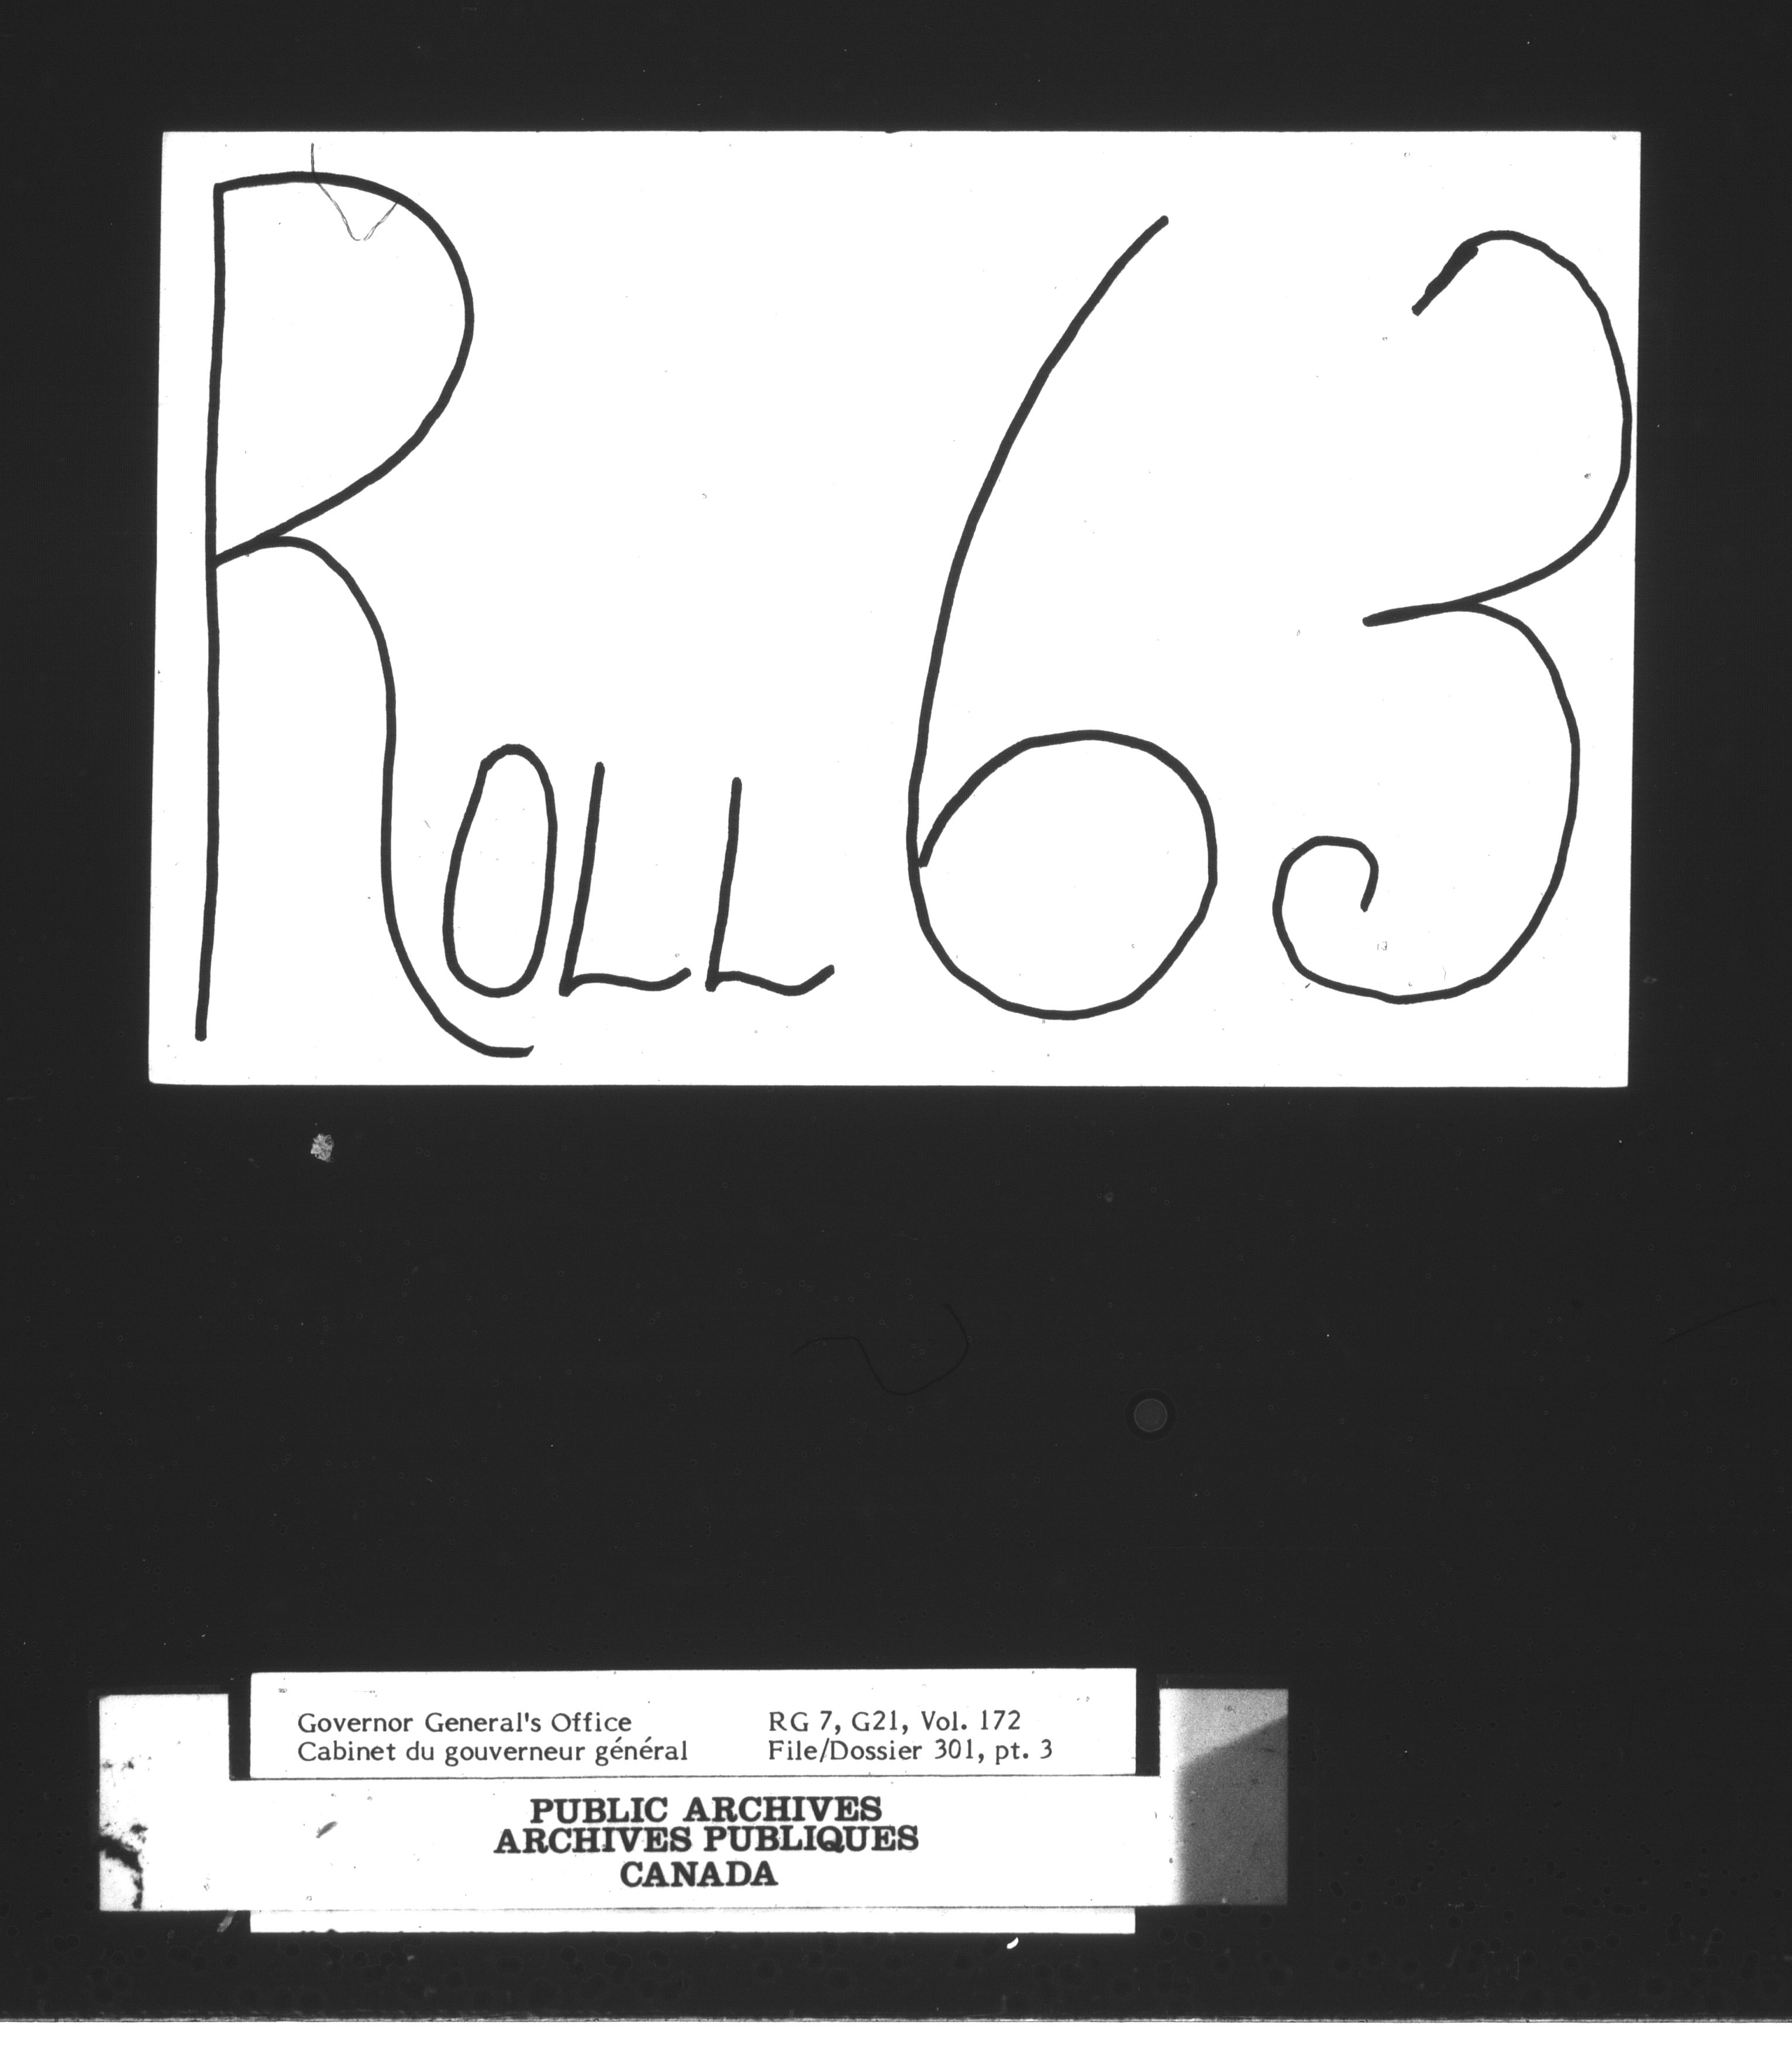 ROLL 63
Governor General's Office RG 7, G21, Vol. 172
Cabinet du gouverneur général File/Dossier 301, pt. 3
PUBLIC ARCHIVES
ARCHIVES PUBLIQUES
CANADA